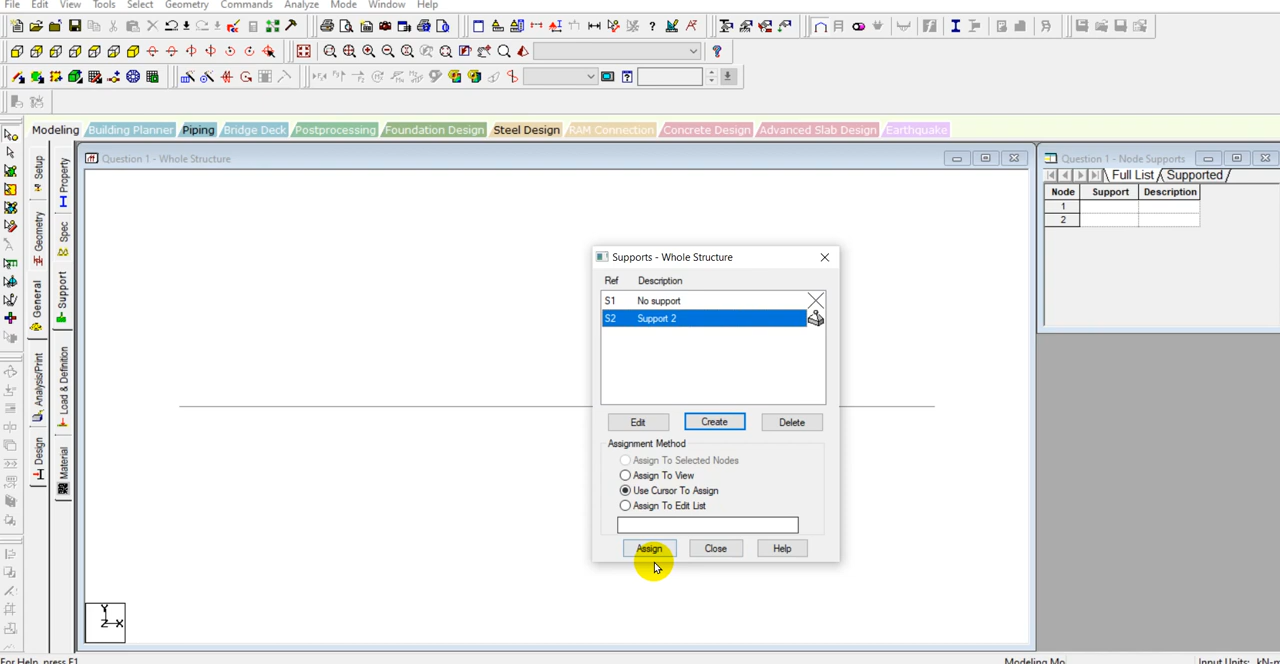 File Edit View Tools Select Geometry Commands Analyze Mode Window Help
Modeling Building Planner Piping Bridge Deck Postprocessing Foundation Design Steel Design RAM Connection Concrete Design Advanced Slab Design Earthquake
Question 1 - Whole Structure
Question 1 - Node Supports
Full List Supported
Node Support Description
1
2
Setup
Geometry
General
Analysis/Print
Design
Property
Spec
Support
Load & Definition
Material
Supports - Whole Structure
Ref Description
S1 No support
S2 Support 2
Edit Create Delete
Assignment Method
Assign To Selected Nodes
Assign To View
Use Cursor To Assign
Assign To Edit List
Assign Close Help
Y
Z X
For Help, press F1
Modeling Mo
Input Units: kN-m